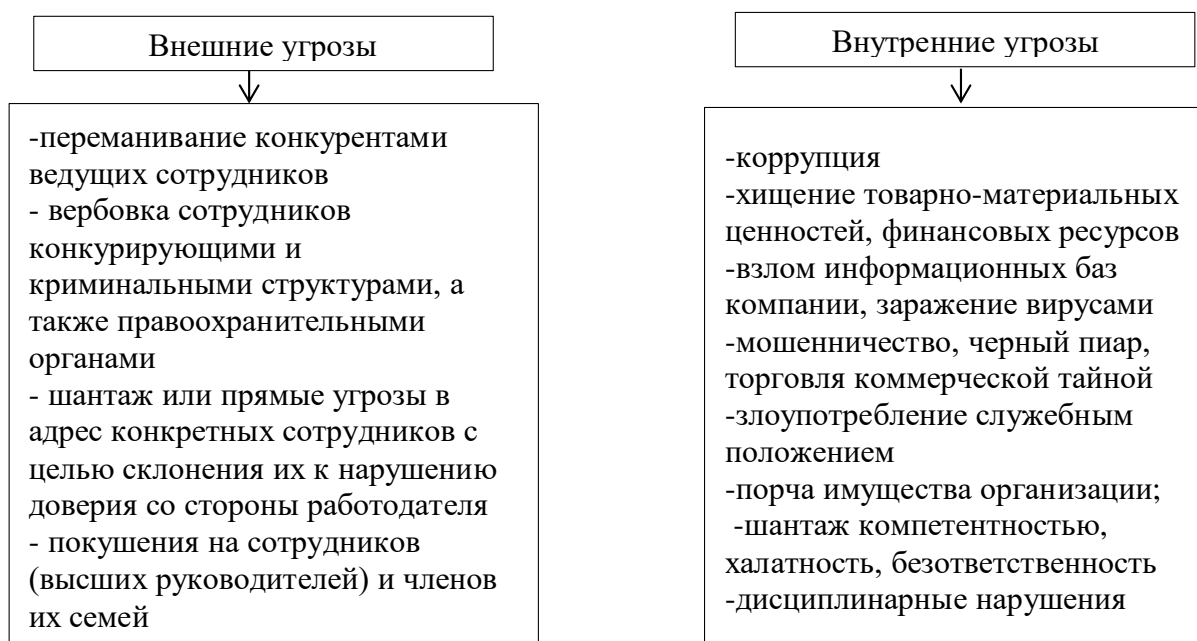 Внешние угрозы
-переманивание конкурентами
ведущих сотрудников
- вербовка сотрудников
конкурирующими и
криминальными структурами, а
также правоохранительными
органами
- шантаж или прямые угрозы в
адрес конкретных сотрудников с
целью склонения их к нарушению
доверия со стороны работодателя
- покушения на сотрудников
(высших руководителей) и членов
их семей
Внутренние угрозы
-коррупция
-хищение товарно-материальных
ценностей, финансовых ресурсов
-взлом информационных баз
компании, заражение вирусами
-мошенничество, черный пиар,
торговля коммерческой тайной
-злоупотребление служебным
положением
-порча имущества организации;
-шантаж компетентностью,
халатность, безответственность
-дисциплинарные нарушения